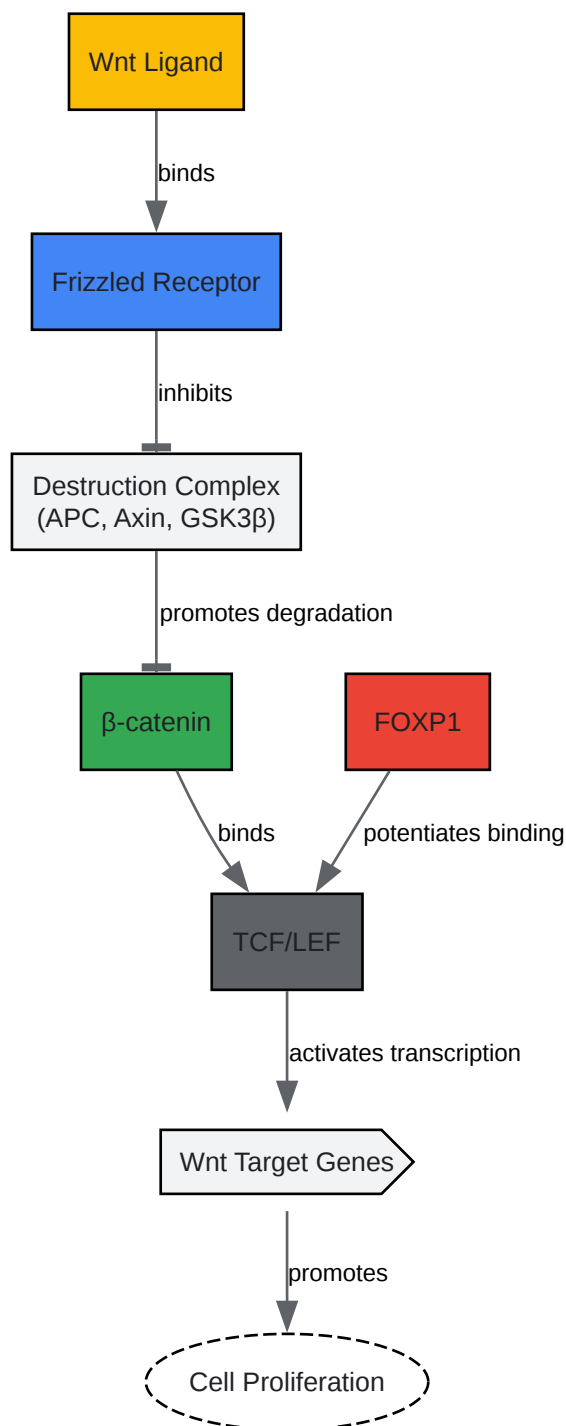 Wnt Ligand
binds
Frizzled Receptor
inhibits
Destruction Complex
(APC, Axin, GSK3β)
promotes degradation
β-catenin
FOXP1
binds
potentiates binding
TCF/LEF
activates transcription
Wnt Target Genes
promotes
Cell Proliferation